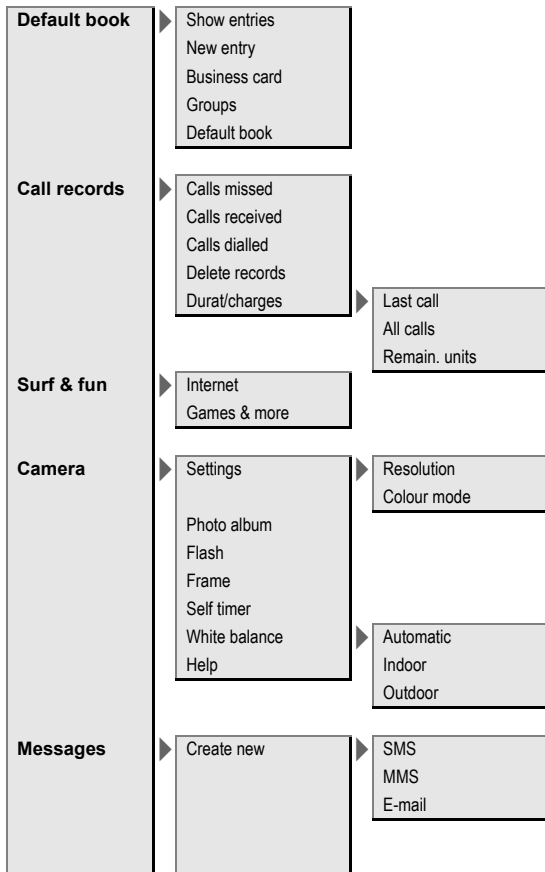 Default book
Show entries
New entry
Business card
Groups
Default book
Call records
Calls missed
Calls received
Calls dialled
Delete records
Durat/charges
Last call
All calls
Remain. units
Surf & fun
Internet
Games & more
Camera
Settings
Resolution
Colour mode
Photo album
Flash
Frame
Self timer
White balance
Automatic
Help
Indoor
Outdoor
Messages
Create new
SMS
MMS
E-mail